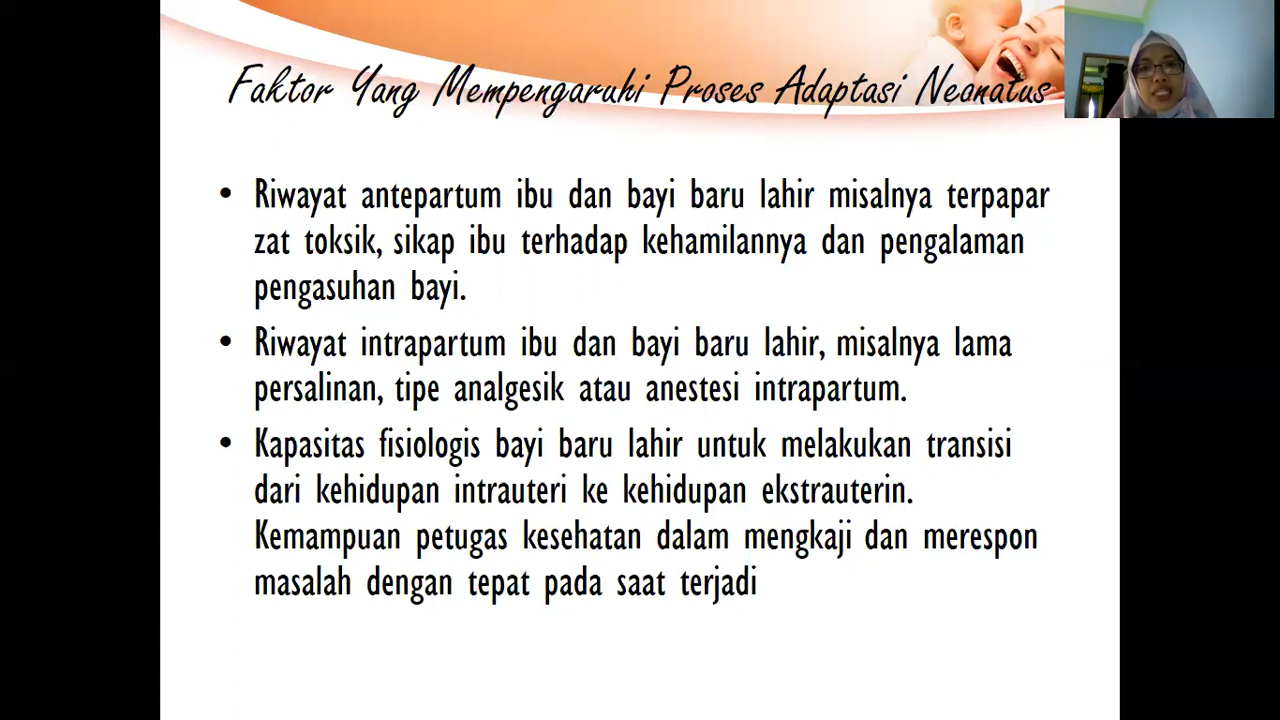 Faktor Yang Mempengaruhi Proses Adaptasi Neonatus
• Riwayat antepartum ibu dan bayi baru lahir misalnya terpapar
zat toksik, sikap ibu terhadap kehamilannya dan pengalaman
pengasuhan bayi.
• Riwayat intrapartum ibu dan bayi baru lahir, misalnya lama
persalinan, tipe analgesik atau anestesi intrapartum.
• Kapasitas fisiologis bayi baru lahir untuk melakukan transisi
dari kehidupan intrauteri ke kehidupan ekstrauterin.
Kemampuan petugas kesehatan dalam mengkaji dan merespon
masalah dengan tepat pada saat terjadi